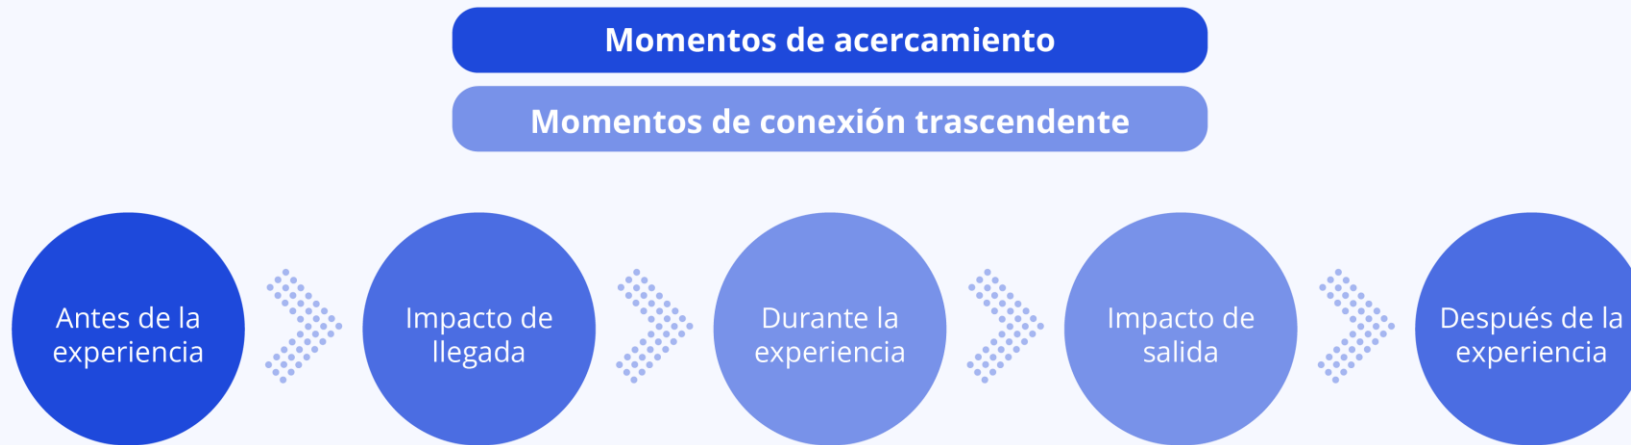 Momentos de acercamiento
Momentos de conexión trascendente
Antes de la
experiencia
Impacto de
llegada
Durante la
experiencia
Impacto de
salida
Después de la
experiencia